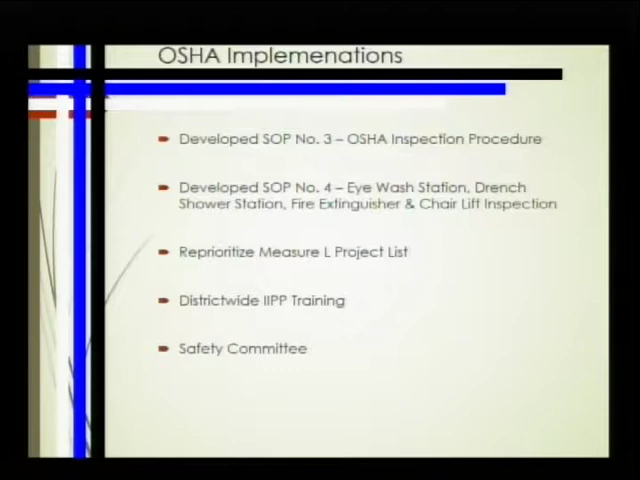 OSHA Implemenations
Developed SOP No. 3 – OSHA Inspection Procedure
Developed SOP No. 4 – Eye Wash Station, Drench
Shower Station, Fire Extinguisher & Chair Lift Inspection
Reprioritize Measure L Project List
Districtwide IIPP Training
Safety Committee